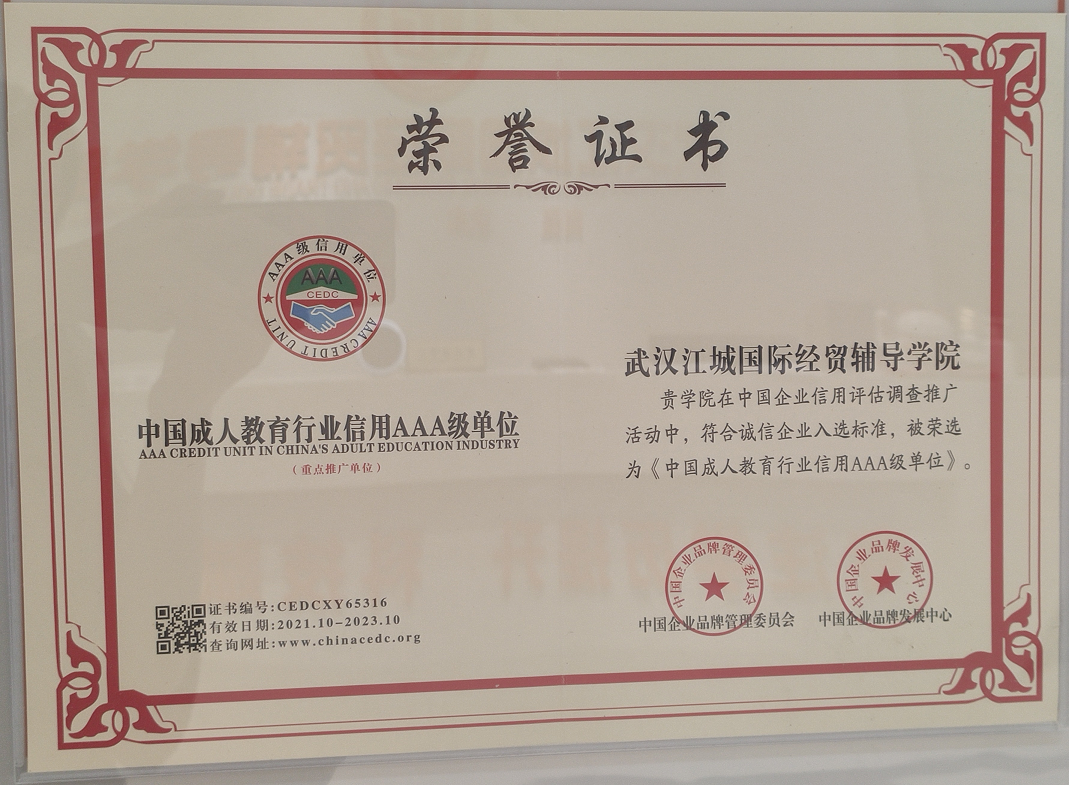 荣誉证书
AAA级信用单位
AAA
CEDC
AAA CREDIT UNIT
中国成人教育行业信用AAA级单位
AAA CREDIT UNIT IN CHINA'S ADULT EDUCATION INDUSTRY
（重点推广单位）
证书编号:CEDCXY65316
有效日期:2021.10-2023.10
查询网址:www.chinacedc.org
武汉江城国际经贸辅导学院
贵学院在中国企业信用评估调查推广
活动中，符合诚信企业入选标准，被荣选
为《中国成人教育行业信用AAA级单位》。
中国企业品牌管理委员会
中国企业品牌发展中心
中国企业品牌管理委员会
中国企业品牌发展中心